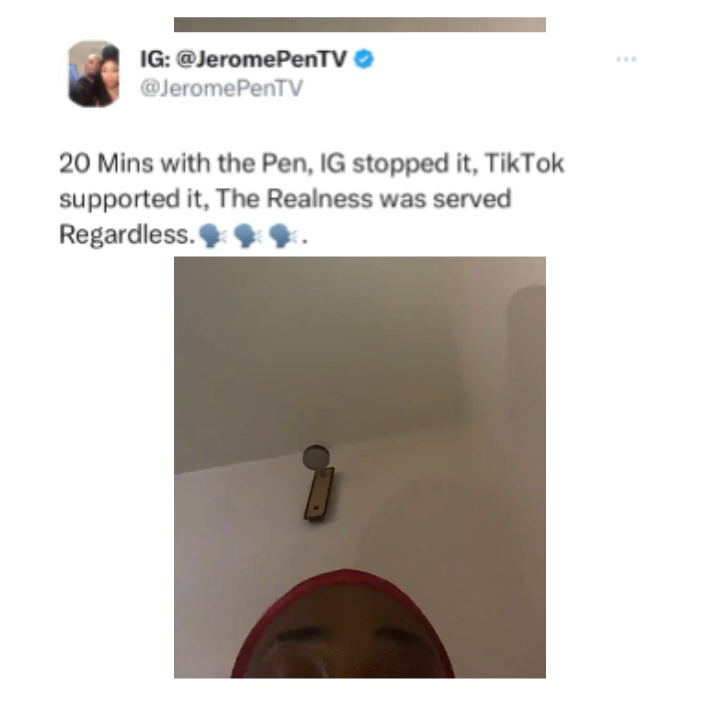 IG: @JeromePenTV
@JeromePenTV
20 Mins with the Pen, IG stopped it, TikTok
supported it, The Realness was served
Regardless.🗣️🗣️🗣️.